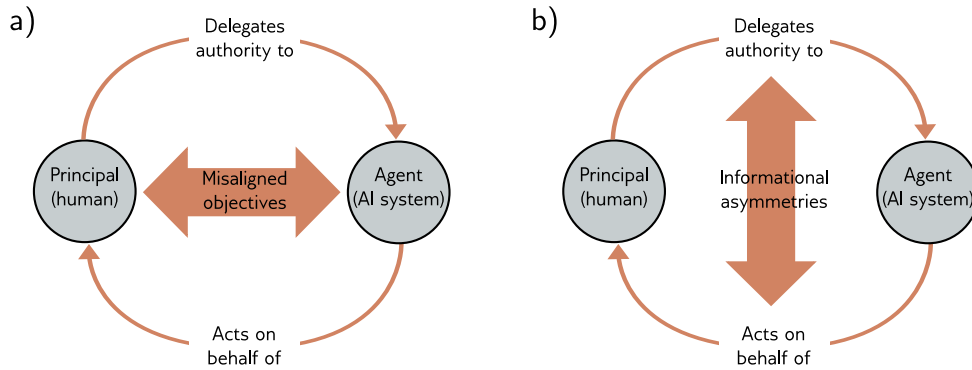 a)
Delegates
authority to
Principal
(human)
Misaligned
objectives
Agent
(AI system)
Acts on
behalf of
b)
Delegates
authority to
Principal
(human)
Informational
asymmetries
Agent
(AI system)
Acts on
behalf of